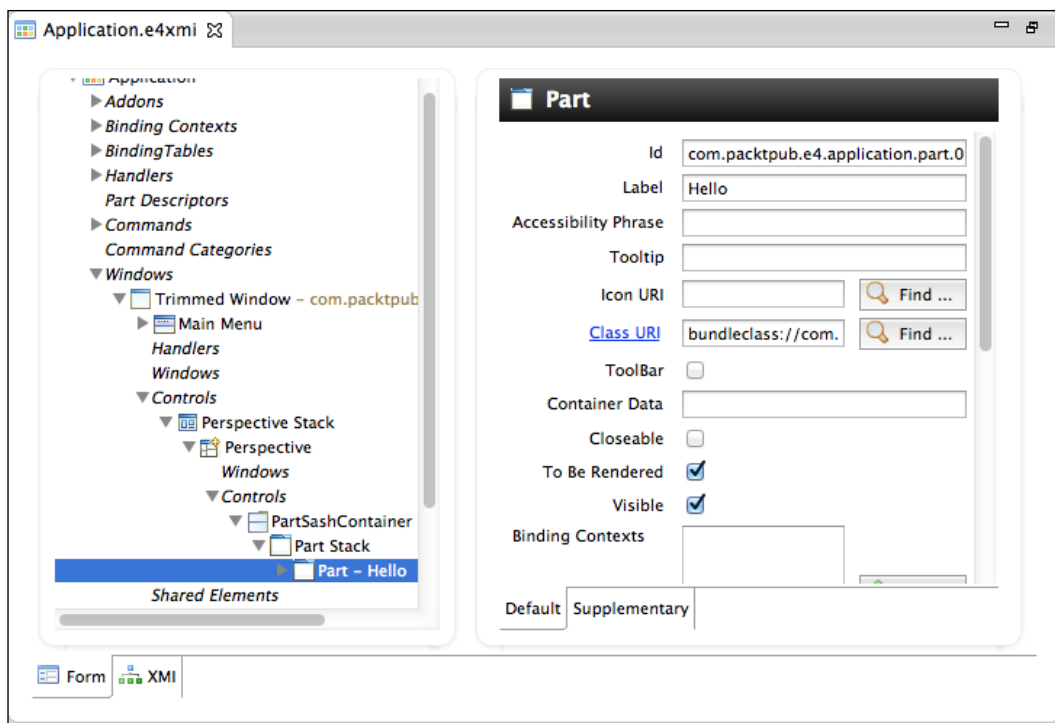 Application.e4xmi
Application
Addons
Binding Contexts
BindingTables
Handlers
Part Descriptors
Commands
Command Categories
Windows
Trimmed Window – com.packtpub
Main Menu
Handlers
Windows
Controls
Perspective Stack
Perspective
Windows
Controls
PartSashContainer
Part Stack
Part – Hello
Shared Elements
Part
Id com.packtpub.e4.application.part.0
Label Hello
Accessibility Phrase
Tooltip
Icon URI Find ...
Class URI bundleclass://com. Find ...
ToolBar
Container Data
Closeable
To Be Rendered
Visible
Binding Contexts
Default Supplementary
Form XMI